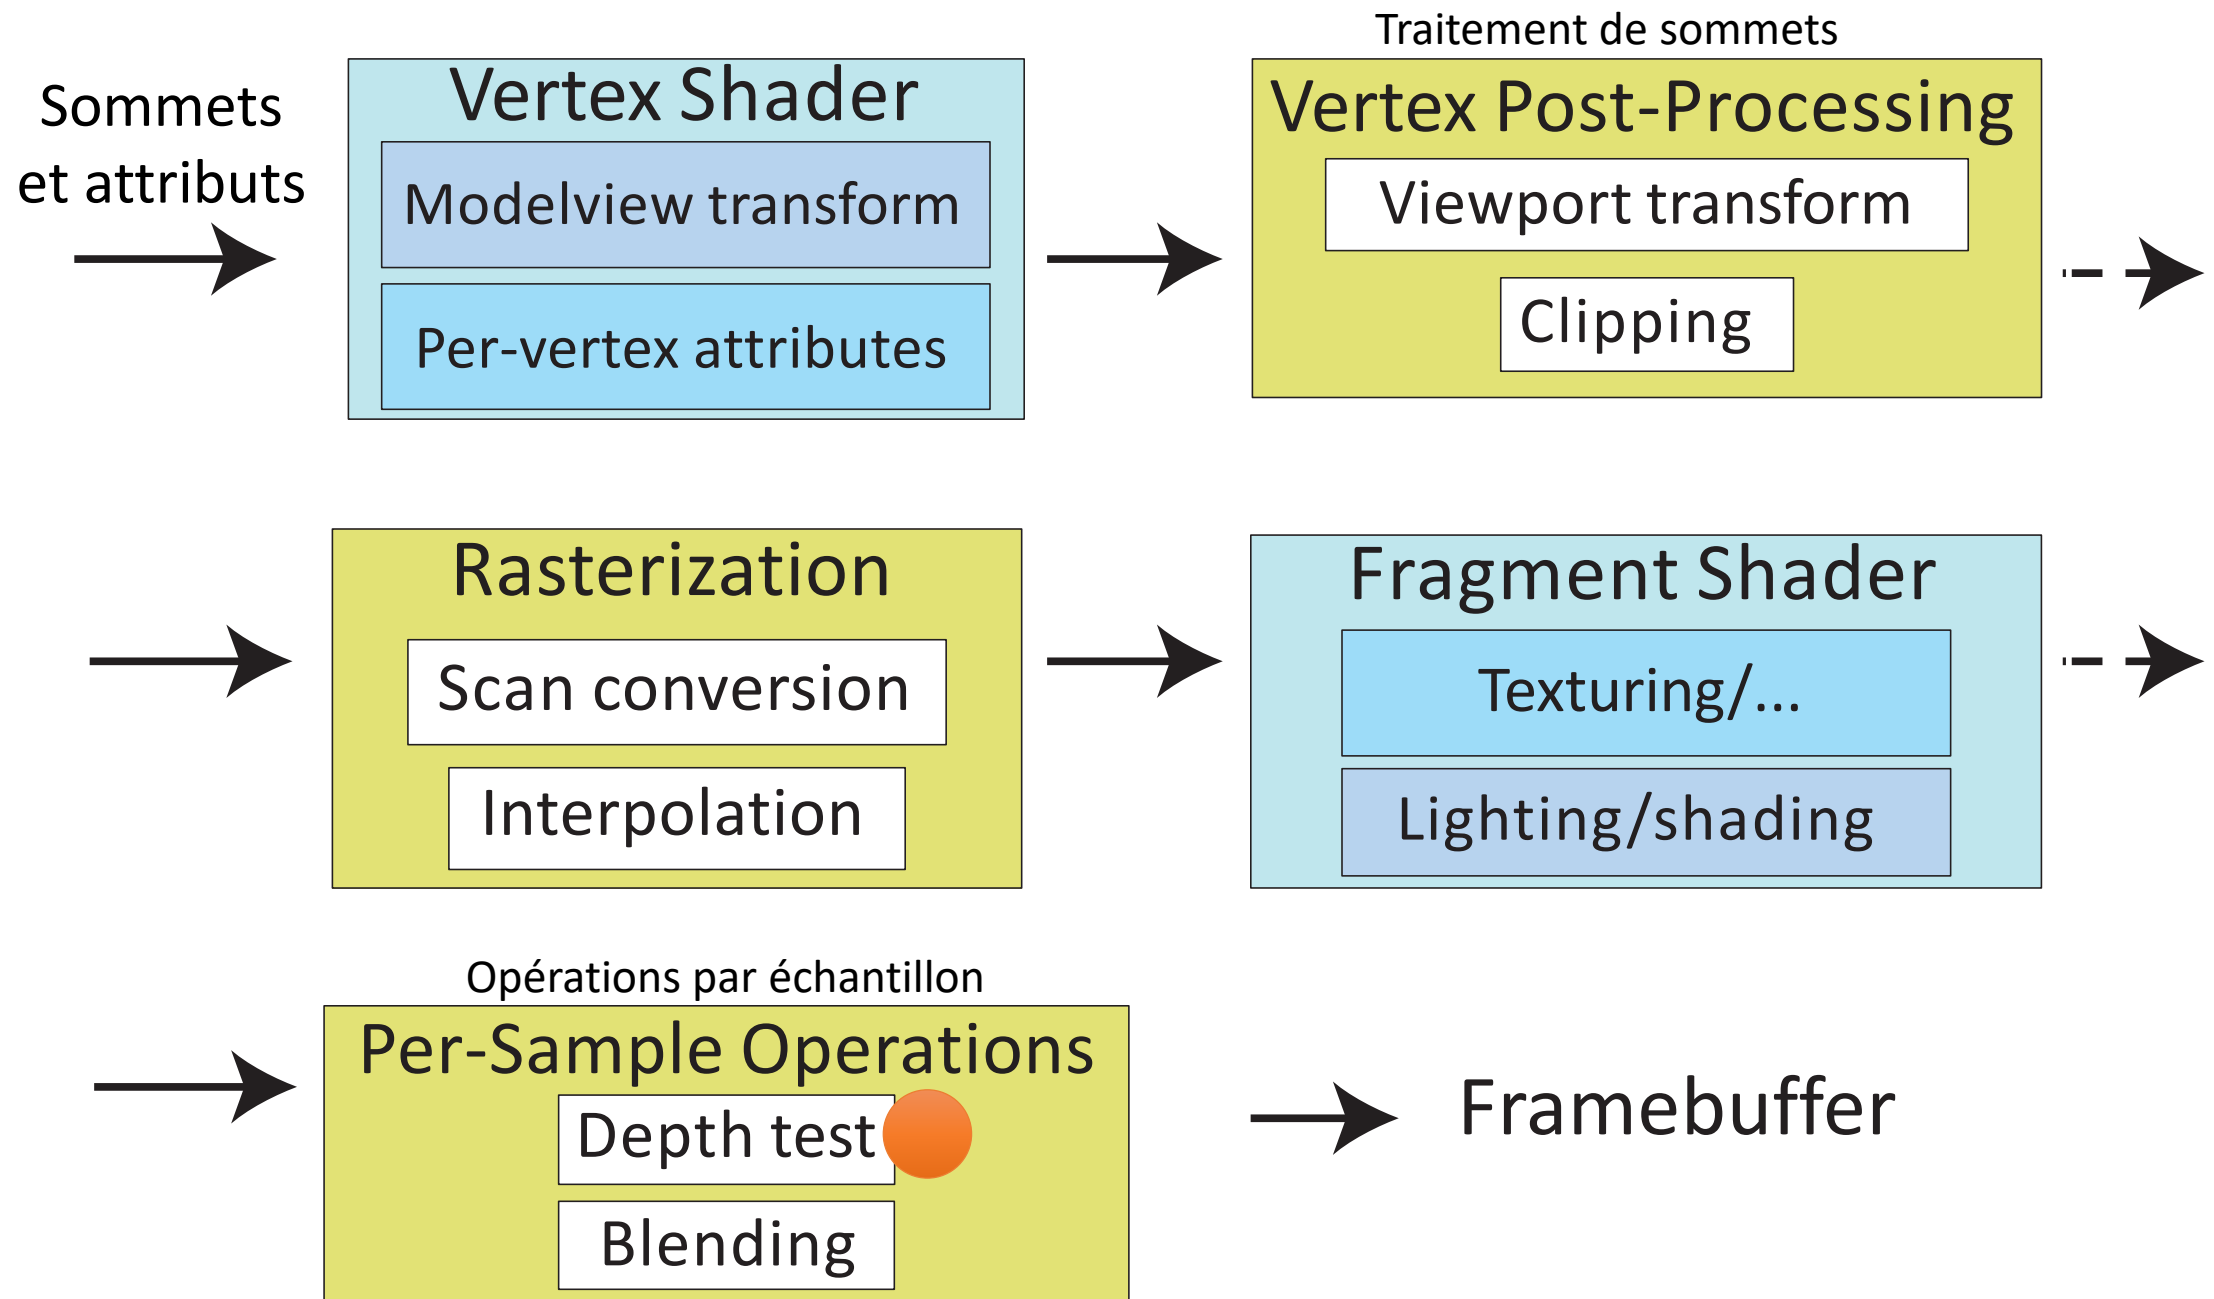 Sommets
et attributs
Vertex Shader
Modelview transform
Per-vertex attributes
Traitement de sommets
Vertex Post-Processing
Viewport transform
Clipping
Rasterization
Scan conversion
Interpolation
Fragment Shader
Texturing/...
Lighting/shading
Opérations par échantillon
Per-Sample Operations
Depth test
Blending
Framebuffer